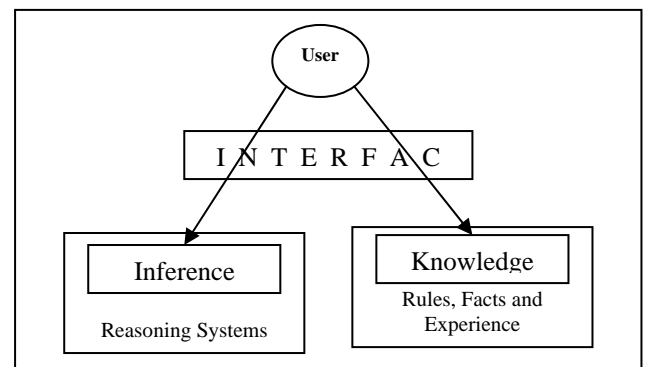 User
I N T E R F A C
Inference
Knowledge
Reasoning Systems
Rules, Facts and
Experience